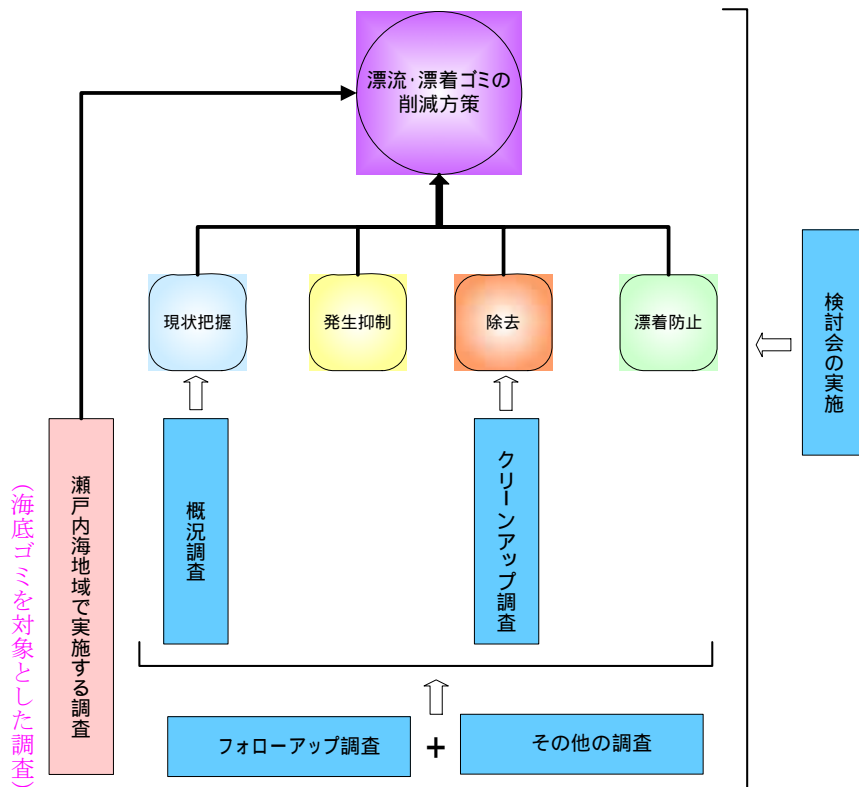 漂流・漂着ゴミの
削減方策
現状把握
発生抑制
除去
漂着防止
検討会の実施
瀬戸内海地域で実施する調査
(海底ゴミを対象とした調査)
概況調査
クリーンアップ調査
フォローアップ調査
+
その他の調査